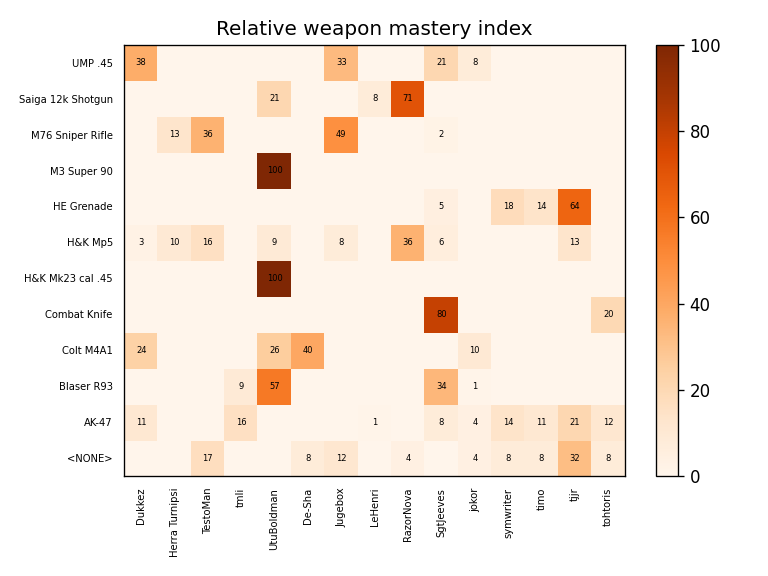 Relative weapon mastery index
UMP .45 38 33 21 8
Saiga 12k Shotgun 21 8 71
M76 Sniper Rifle 13 36 49 2
M3 Super 90 100
HE Grenade 5 18 14 64
H&K Mp5 3 10 16 9 8 36 6 13
H&K Mk23 cal .45 100
Combat Knife 80 20
Colt M4A1 24 26 40 10
Blaser R93 9 57 34 1
AK-47 11 16 1 8 4 14 11 21 12
<NONE> 17 8 12 4 4 8 8 32 8
Dukkez
Herra Turnipsi
TestoMan
tmli
UtuBoldman
De-Sha
Jugebox
LeHenri
RazorNova
SgtJeeves
jokor
symwriter
timo
tjjr
tohtoris
100
80
60
40
20
0